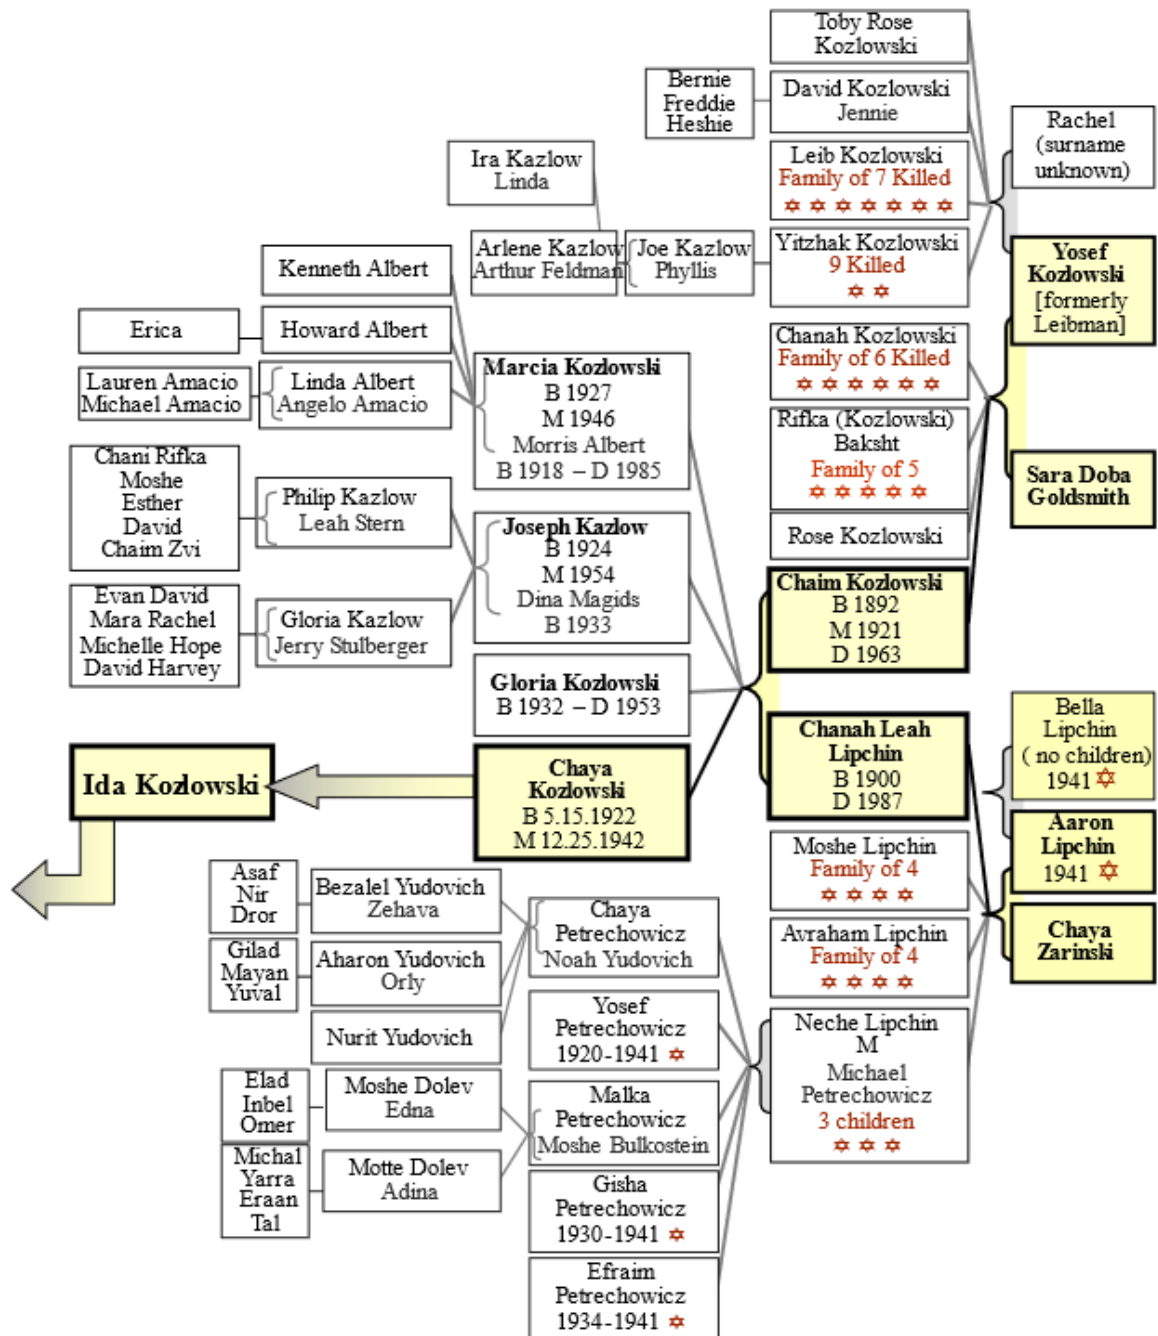 Toby Rose
Kozlowski
Bernie
Freddie
Heshie
David Kozlowski
Jennie
Rachel
(surname
unknown)
Ira Kazlow
Linda
Leib Kozlowski
Family of 7 Killed
Arlene Kazlow
Arthur Feldman
Joe Kazlow
Phyllis
Yitzhak Kozlowski
9 Killed
Yosef
Kozlowski
[formerly
Leibman]
Kenneth Albert
Erica
Howard Albert
Chanah Kozlowski
Family of 6 Killed
Lauren Amacio
Michael Amacio
Linda Albert
Angelo Amacio
Marcia Kozlowski
B 1927
M 1946
Morris Albert
B 1918 – D 1985
Rifka (Kozlowski)
Baksht
Family of 5
Sara Doba
Goldsmith
Chani Rifka
Moshe
Esther
David
Chaim Zvi
Philip Kazlow
Leah Stern
Rose Kozlowski
Joseph Kazlow
B 1924
M 1954
Dina Magids
B 1933
Chaim Kozlowski
B 1892
M 1921
D 1963
Evan David
Mara Rachel
Michelle Hope
David Harvey
Gloria Kazlow
Jerry Stulberger
Gloria Kozlowski
B 1932 – D 1953
Chanah Leah
Lipchin
B 1900
D 1987
Bella
Lipchin
( no children)
1941
Ida Kozlowski
Chaya
Kozlowski
B 5.15.1922
M 12.25.1942
Aaron
Lipchin
1941
Moshe Lipchin
Family of 4
Asaf
Nir
Dror
Bezalel Yudovich
Zehava
Chaya
Petrechowicz
Noah Yudovich
Avraham Lipchin
Family of 4
Chaya
Zarinski
Gilad
Mayan
Yuval
Aharon Yudovich
Orly
Nurit Yudovich
Yosef
Petrechowicz
1920-1941
Neche Lipchin
M
Michael
Petrechowicz
3 children
Elad
Inbel
Omer
Moshe Dolev
Edna
Malka
Petrechowicz
Moshe Bulkostein
Michal
Yarra
Eraan
Tal
Motte Dolev
Adina
Gisha
Petrechowicz
1930-1941
Efraim
Petrechowicz
1934-1941